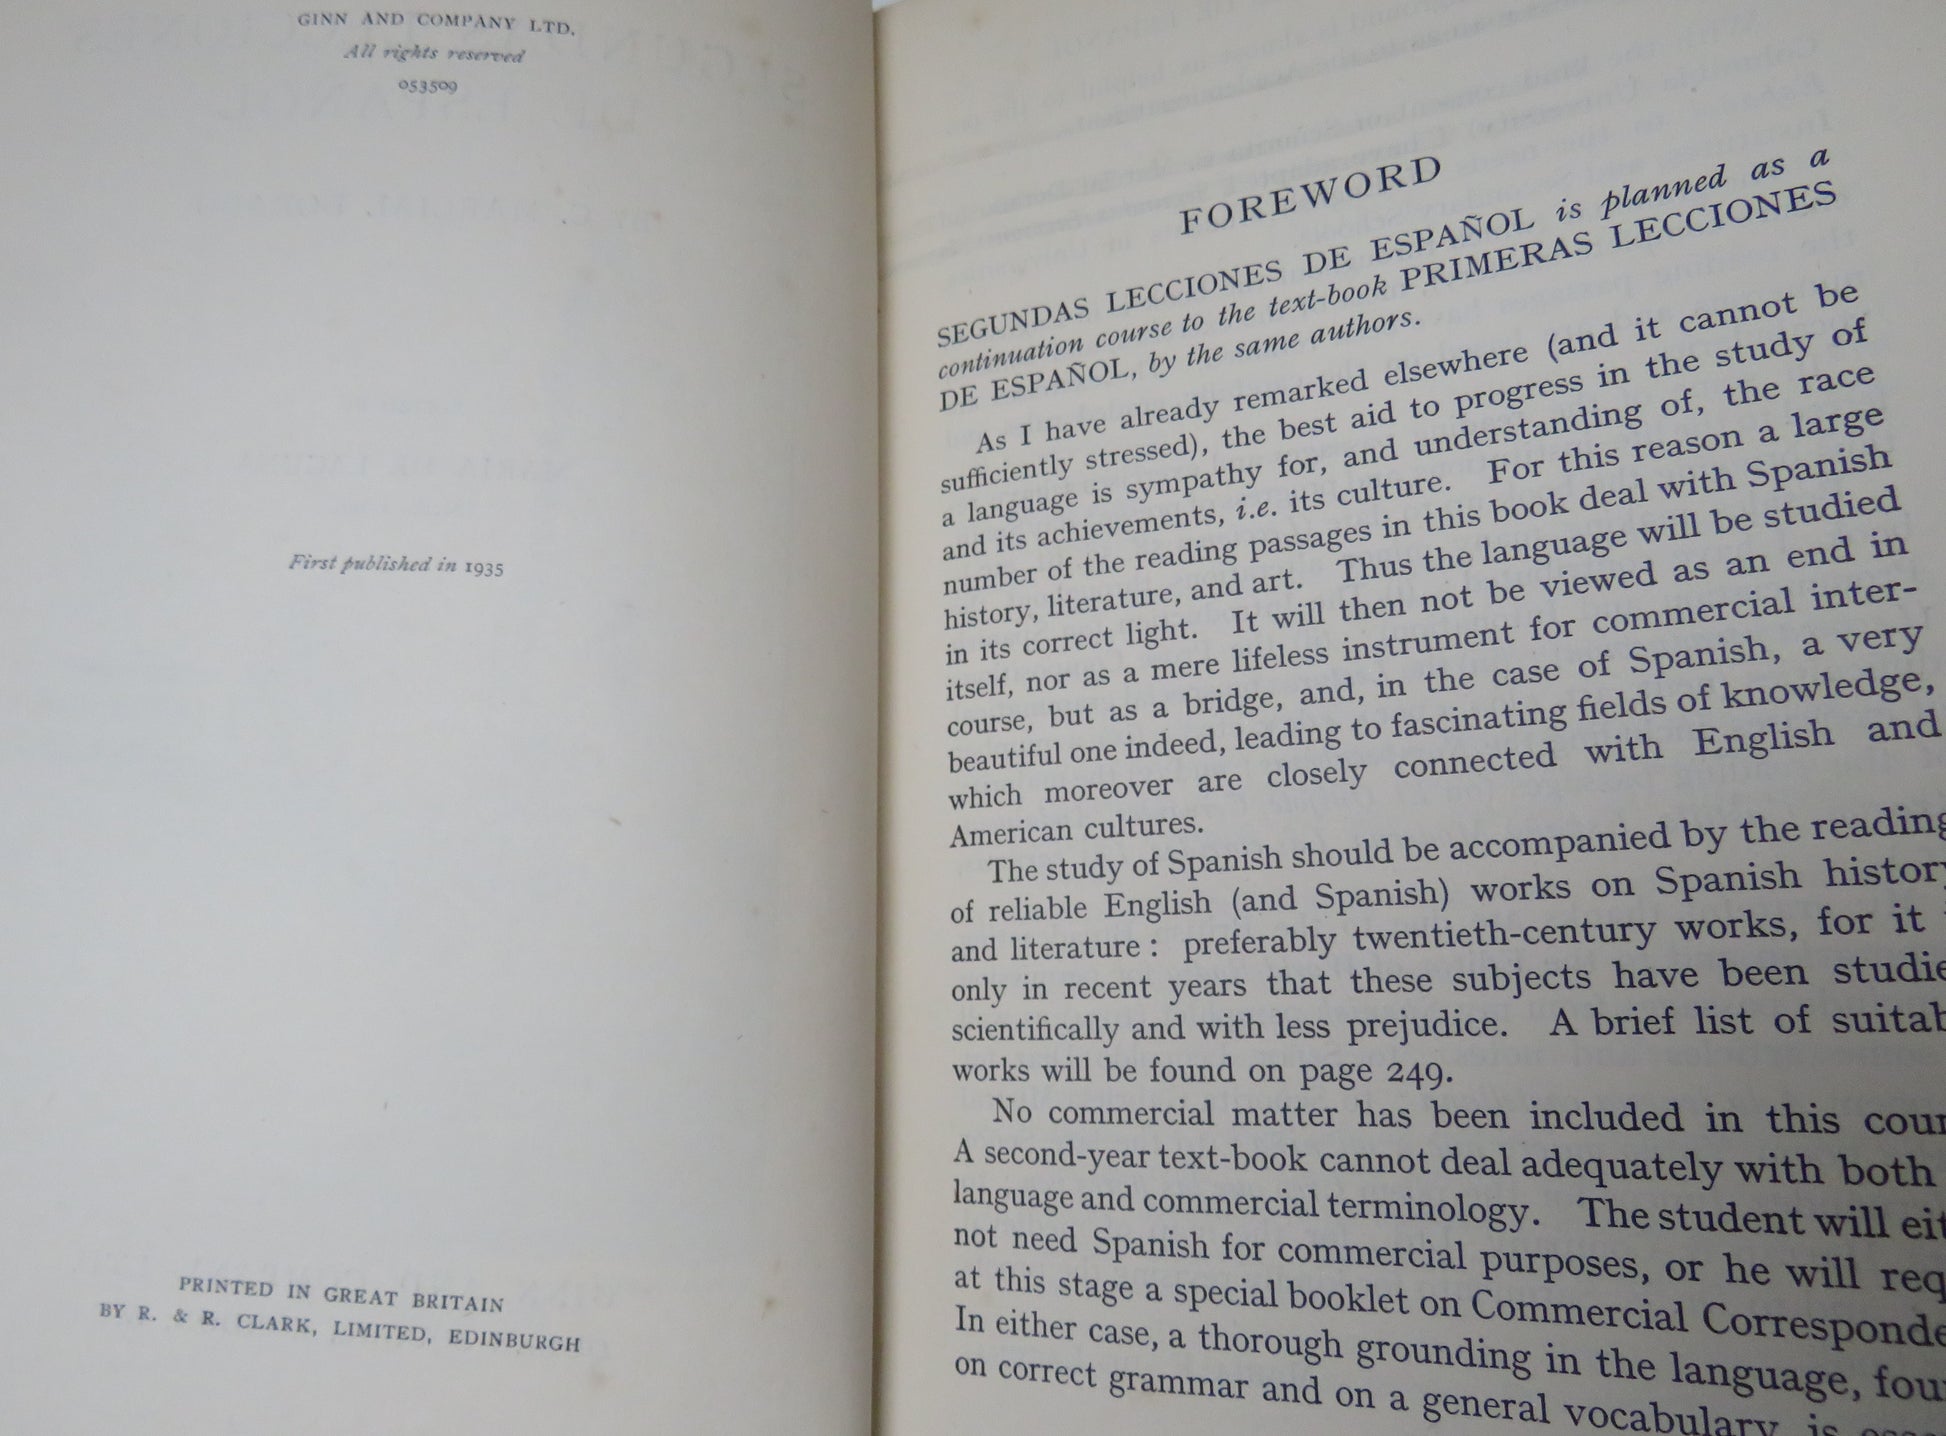 GINN AND COMPANY LTD.
All rights reserved
053509
First published in 1935
PRINTED IN GREAT BRITAIN
BY R. & R. CLARK, LIMITED, EDINBURGH
FOREWORD
SEGUNDAS LECCIONES DE ESPAÑOL is planned as a
continuation course to the text-book PRIMERAS LECCIONES
DE ESPAÑOL, by the same authors.
As I have already remarked elsewhere (and it cannot be
sufficiently stressed), the best aid to progress in the study of
a language is sympathy for, and understanding of, the race
and its achievements, i.e. its culture. For this reason a large
number of the reading passages in this book deal with Spanish
history, literature, and art. Thus the language will be studied
in its correct light. It will then not be viewed as an end in
itself, nor as a mere lifeless instrument for commercial inter-
course, but as a bridge, and, in the case of Spanish, a very
beautiful one indeed, leading to fascinating fields of knowledge,
which moreover are closely connected with English and
American cultures.
The study of Spanish should be accompanied by the reading
of reliable English (and Spanish) works on Spanish history
and literature : preferably twentieth-century works, for it
only in recent years that these subjects have been studie
scientifically and with less prejudice. A brief list of suitab
works will be found on page 249.
No commercial matter has been included in this cour
A second-year text-book cannot deal adequately with both
language and commercial terminology. The student will eit
not need Spanish for commercial purposes, or he will req
at this stage a special booklet on Commercial Corresponde
In either case, a thorough grounding in the language, fou
on correct grammar and on a general vocabulary is